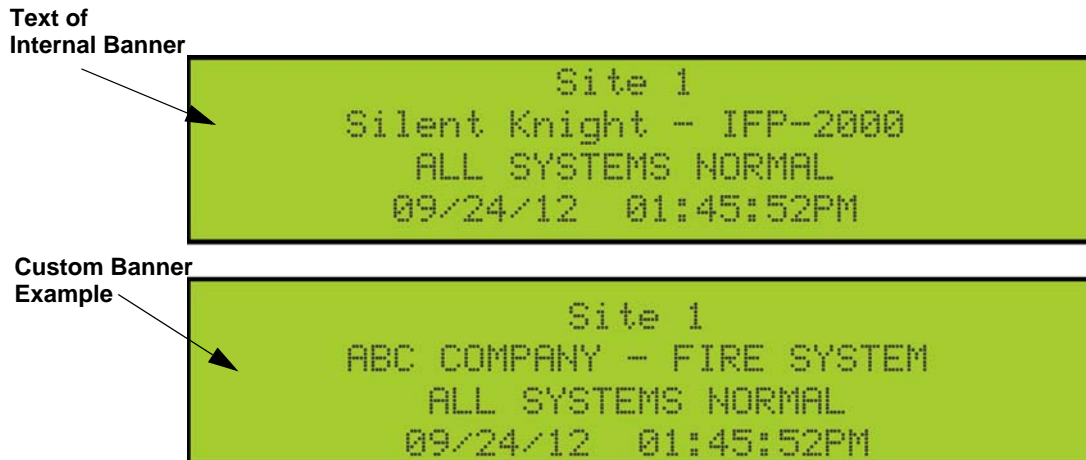 Text of
Internal Banner
Site 1
Silent Knight - IFP-2000
ALL SYSTEMS NORMAL
09/24/12 01:45:52PM
Custom Banner
Example
Site 1
ABC COMPANY - FIRE SYSTEM
ALL SYSTEMS NORMAL
09/24/12 01:45:52PM